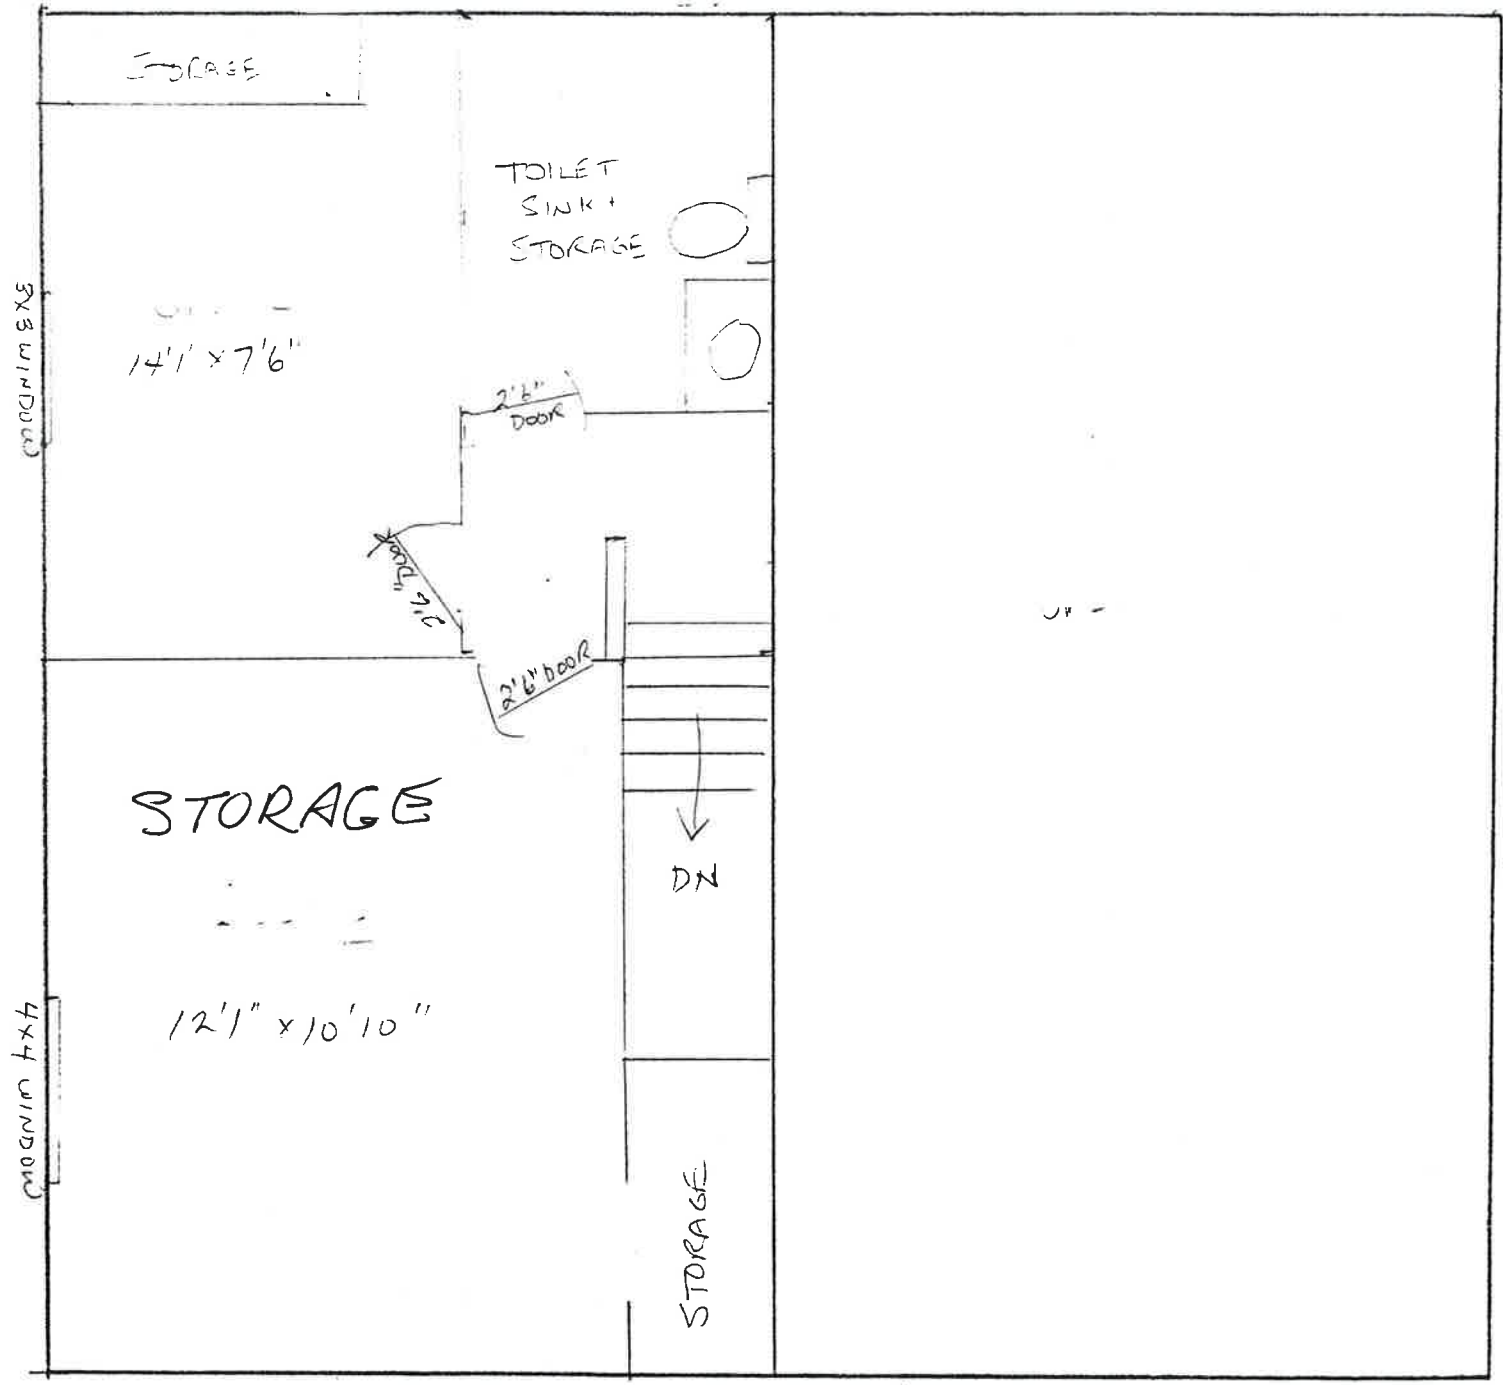 STORAGE
TOILET
SINK +
STORAGE
3X3 WINDOW
14'1" x 7'6"
2'6"
DOOR
2'6" DOOR
2'6" DOOR
STORAGE
DN
12'1" x 10'10"
4x4 WINDOW
STORAGE